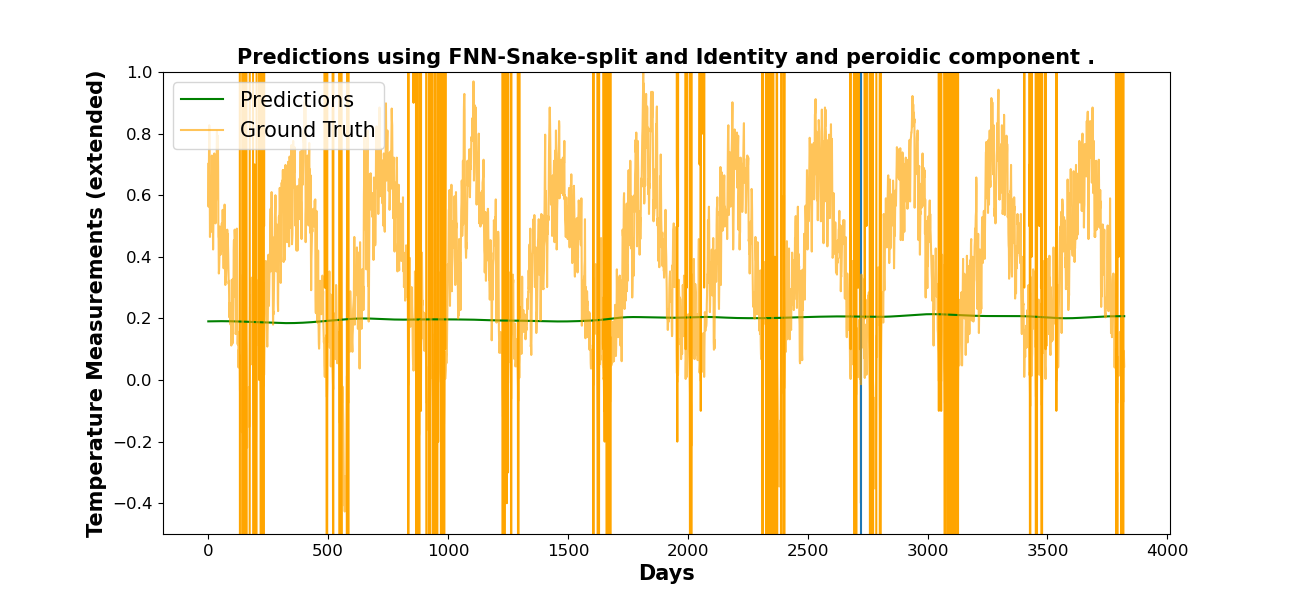 Predictions using FNN-Snake-split and Identity and peroidic component .
Temperature Measurements (extended)
1.0
0.8
0.6
0.4
0.2
0.0
−0.2
−0.4
Predictions
Ground Truth
0 500 1000 1500 2000 2500 3000 3500 4000
Days